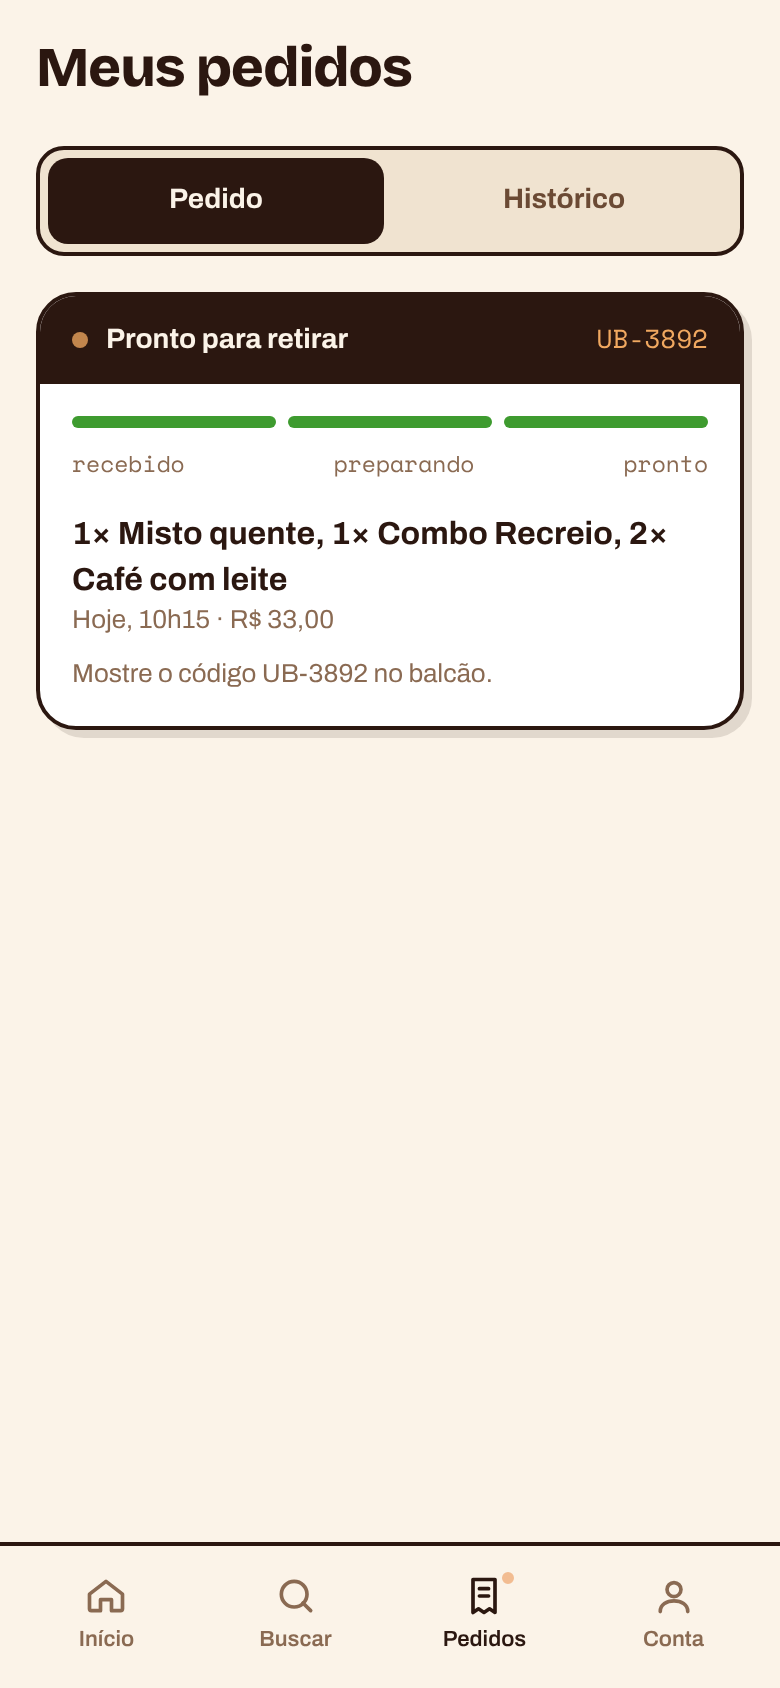 Meus pedidos
Pedido
Histórico
Pronto para retirar
UB-3892
recebido
preparando
pronto
1× Misto quente, 1× Combo Recreio, 2×
Café com leite
Hoje, 10h15 · R$ 33,00
Mostre o código UB-3892 no balcão.
Início
Buscar
Pedidos
Conta